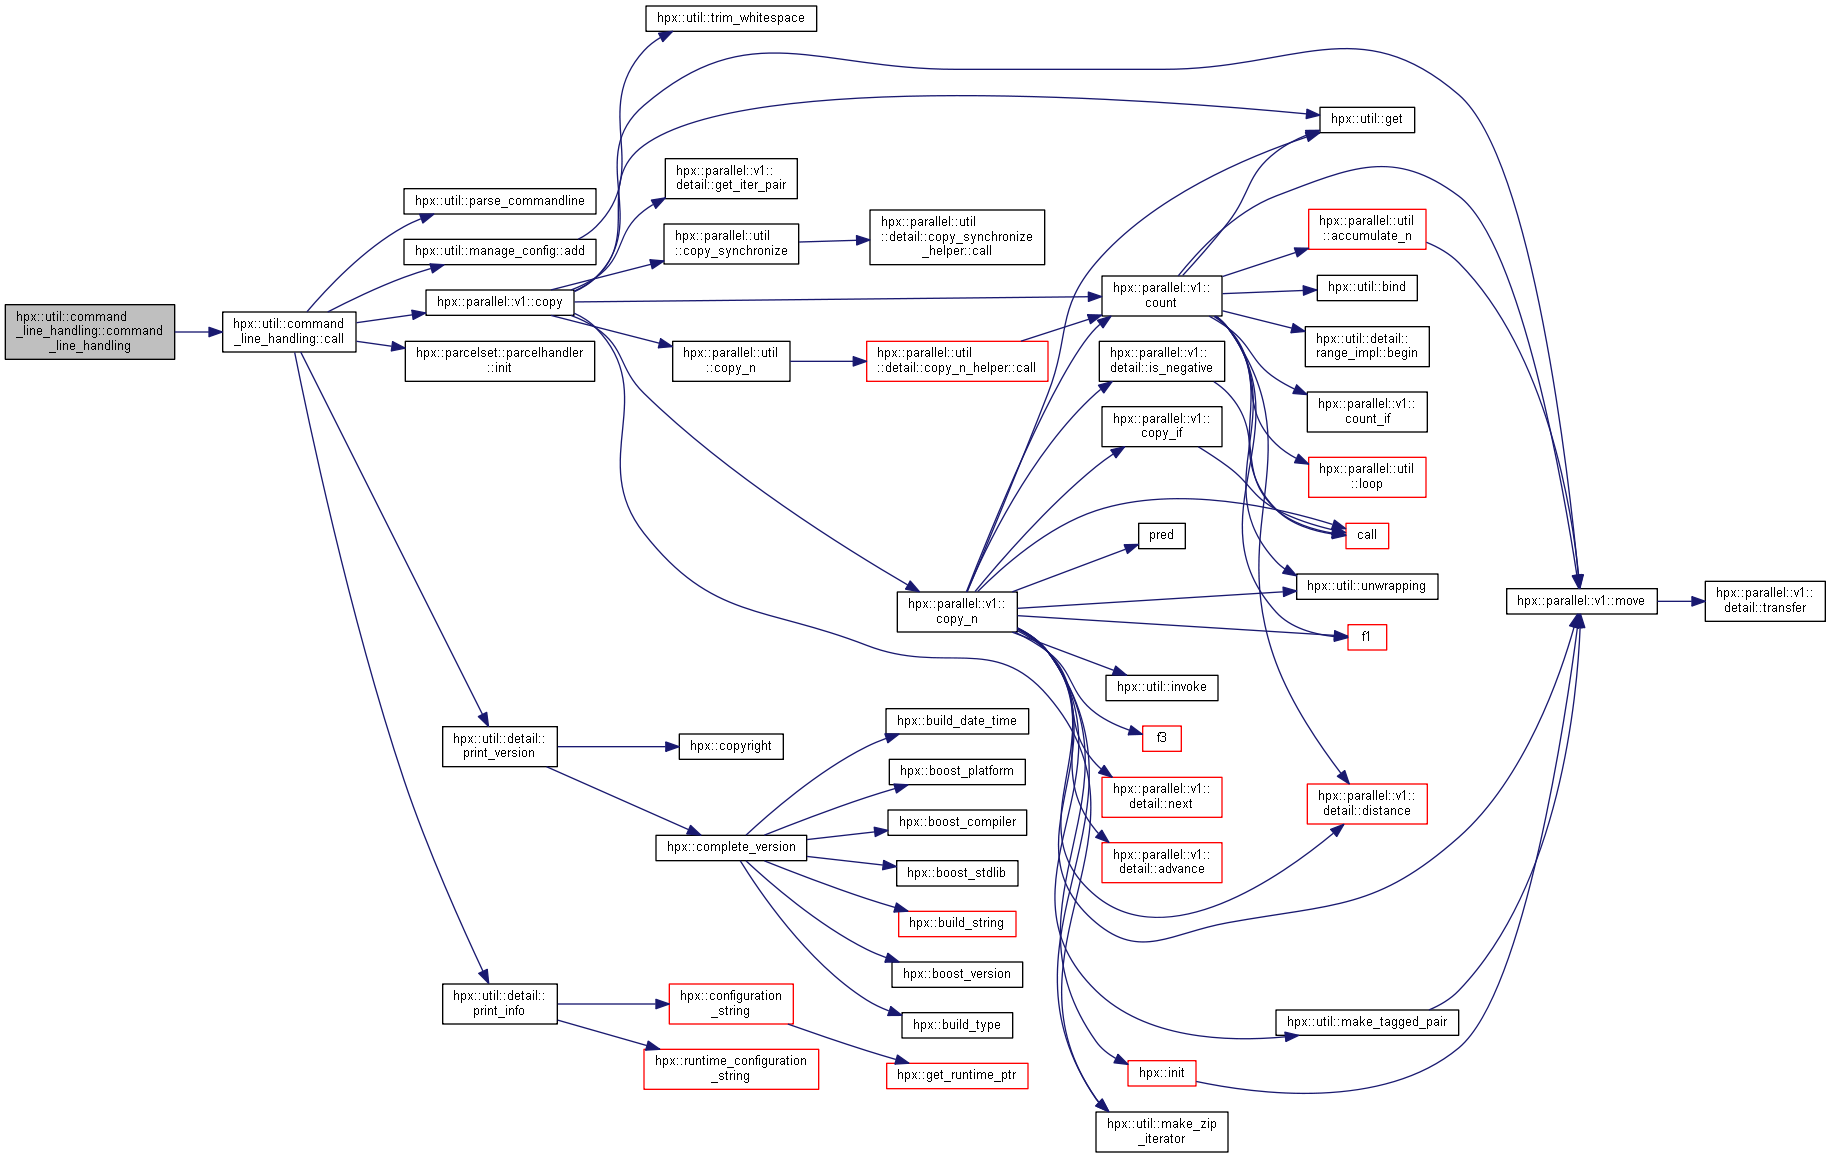 hpx::util::command
_line_handling::command
_line_handling
hpx::util::command
_line_handling::call
hpx::util::parse_commandline
hpx::util::manage_config::add
hpx::parallel::v1::copy
hpx::parcelset::parcelhandler
::init
hpx::util::detail::
print_version
hpx::util::detail::
print_info
hpx::util::trim_whitespace
hpx::parallel::v1::
detail::get_iter_pair
hpx::parallel::util
::copy_synchronize
hpx::parallel::util
::copy_n
hpx::copyright
hpx::complete_version
hpx::configuration
_string
hpx::runtime_configuration
_string
hpx::parallel::util
::detail::copy_synchronize
_helper::call
hpx::parallel::util
::detail::copy_n_helper::call
hpx::parallel::v1::
copy_n
hpx::build_date_time
hpx::boost_platform
hpx::boost_compiler
hpx::boost_stdlib
hpx::build_string
hpx::boost_version
hpx::build_type
hpx::get_runtime_ptr
hpx::parallel::v1::
count
hpx::parallel::v1::
detail::is_negative
hpx::parallel::v1::
copy_if
pred
hpx::util::invoke
f3
hpx::parallel::v1::
detail::next
hpx::parallel::v1::
detail::advance
hpx::init
hpx::util::make_zip
_iterator
hpx::util::get
hpx::parallel::util
::accumulate_n
hpx::util::bind
hpx::util::detail::
range_impl::begin
hpx::parallel::v1::
count_if
hpx::parallel::util
::loop
call
hpx::util::unwrapping
f1
hpx::parallel::v1::
detail::distance
hpx::util::make_tagged_pair
hpx::parallel::v1::move
hpx::parallel::v1::
detail::transfer